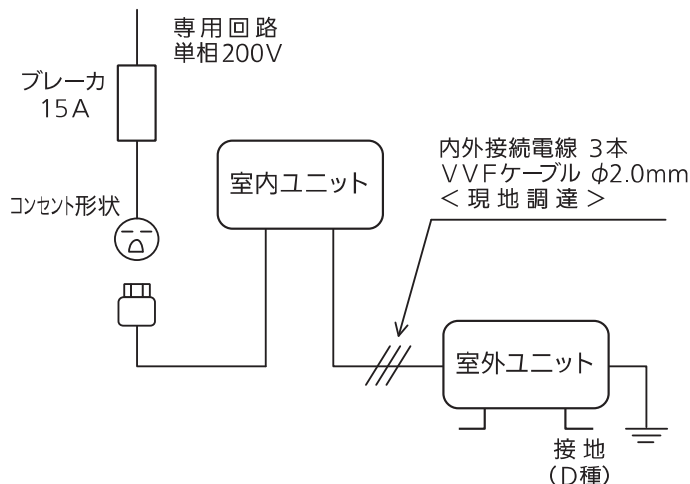 専用回路
単相200V
ブレーカ
15A
コンセント形状
室内ユニット
内外接続電線 3本
VVFケーブル φ2.0mm
＜現地調達＞
室外ユニット
接地
(D種)